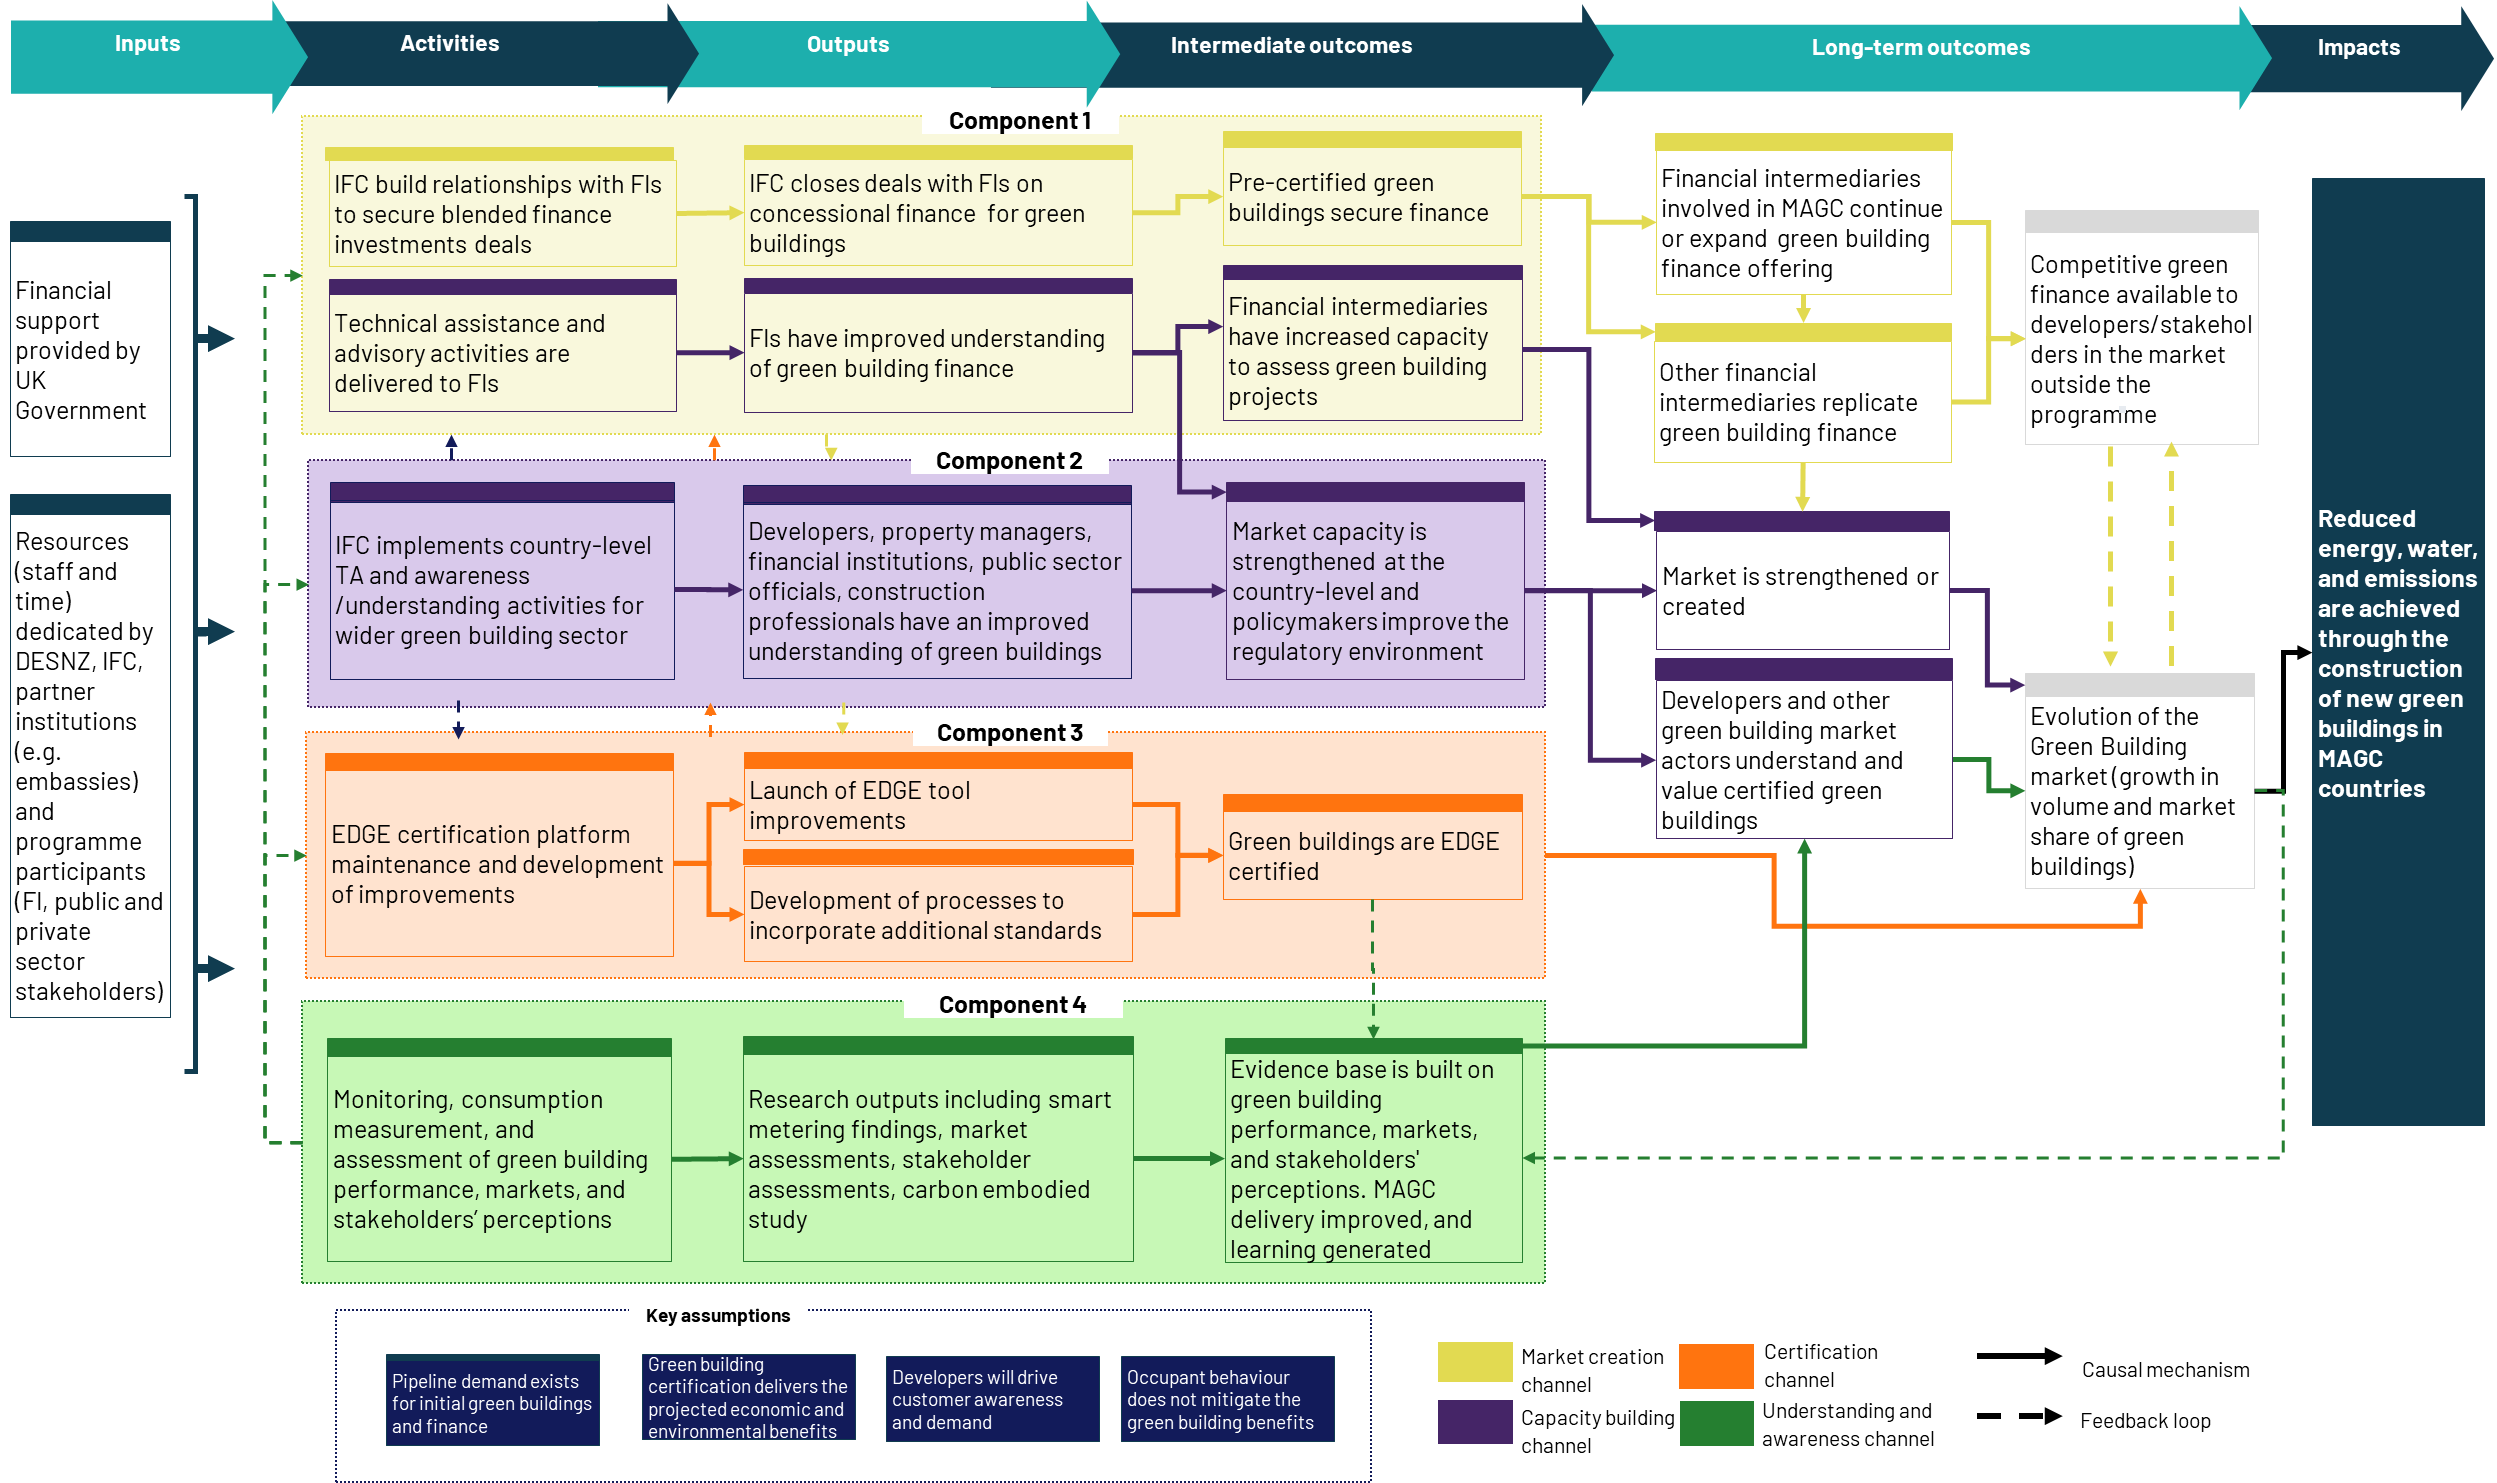 Inputs
Activities
Outputs
Intermediate outcomes
Long-term outcomes
Impacts
Financial
support
provided by
UK
Government
Resources
(staff and
time)
dedicated by
DESNZ, IFC,
partner
institutions
(e.g.
embassies)
and
programme
participants
(FI, public and
private
sector
stakeholders)
Component 1
IFC build relationships with FIs
to secure blended finance
investments deals
IFC closes deals with FIs on
concessional finance for green
buildings
Pre-certified green
buildings secure finance
Technical assistance and
advisory activities are
delivered to FIs
FIs have improved understanding
of green building finance
Financial intermediaries
have increased capacity
to assess green building
projects
Component 2
IFC implements country-level
TA and awareness
/understanding activities for
wider green building sector
Developers, property managers,
financial institutions, public sector
officials, construction
professionals have an improved
understanding of green buildings
Market capacity is
strengthened at the
country-level and
policymakers improve the
regulatory environment
Component 3
EDGE certification platform
maintenance and development
of improvements
Launch of EDGE tool
improvements
Development of processes to
incorporate additional standards
Green buildings are EDGE
certified
Component 4
Monitoring, consumption
measurement, and
assessment of green building
performance, markets, and
stakeholders’ perceptions
Research outputs including smart
metering findings, market
assessments, stakeholder
assessments, carbon embodied
study
Evidence base is built on
green building
performance, markets,
and stakeholders'
perceptions. MAGC
delivery improved, and
learning generated
Financial intermediaries
involved in MAGC continue
or expand green building
finance offering
Other financial
intermediaries replicate
green building finance
Market is strengthened or
created
Developers and other
green building market
actors understand and
value certified green
buildings
Competitive green
finance available to
developers/stakehol
ders in the market
outside the
programme
Evolution of the
Green Building
market (growth in
volume and market
share of green
buildings)
Reduced
energy, water,
and emissions
are achieved
through the
construction
of new green
buildings in
MAGC
countries
Key assumptions
Pipeline demand exists
for initial green buildings
and finance
Green building
certification delivers the
projected economic and
environmental benefits
Developers will drive
customer awareness
and demand
Occupant behaviour
does not mitigate the
green building benefits
Market creation
channel
Capacity building
channel
Certification
channel
Understanding and
awareness channel
Causal mechanism
Feedback loop